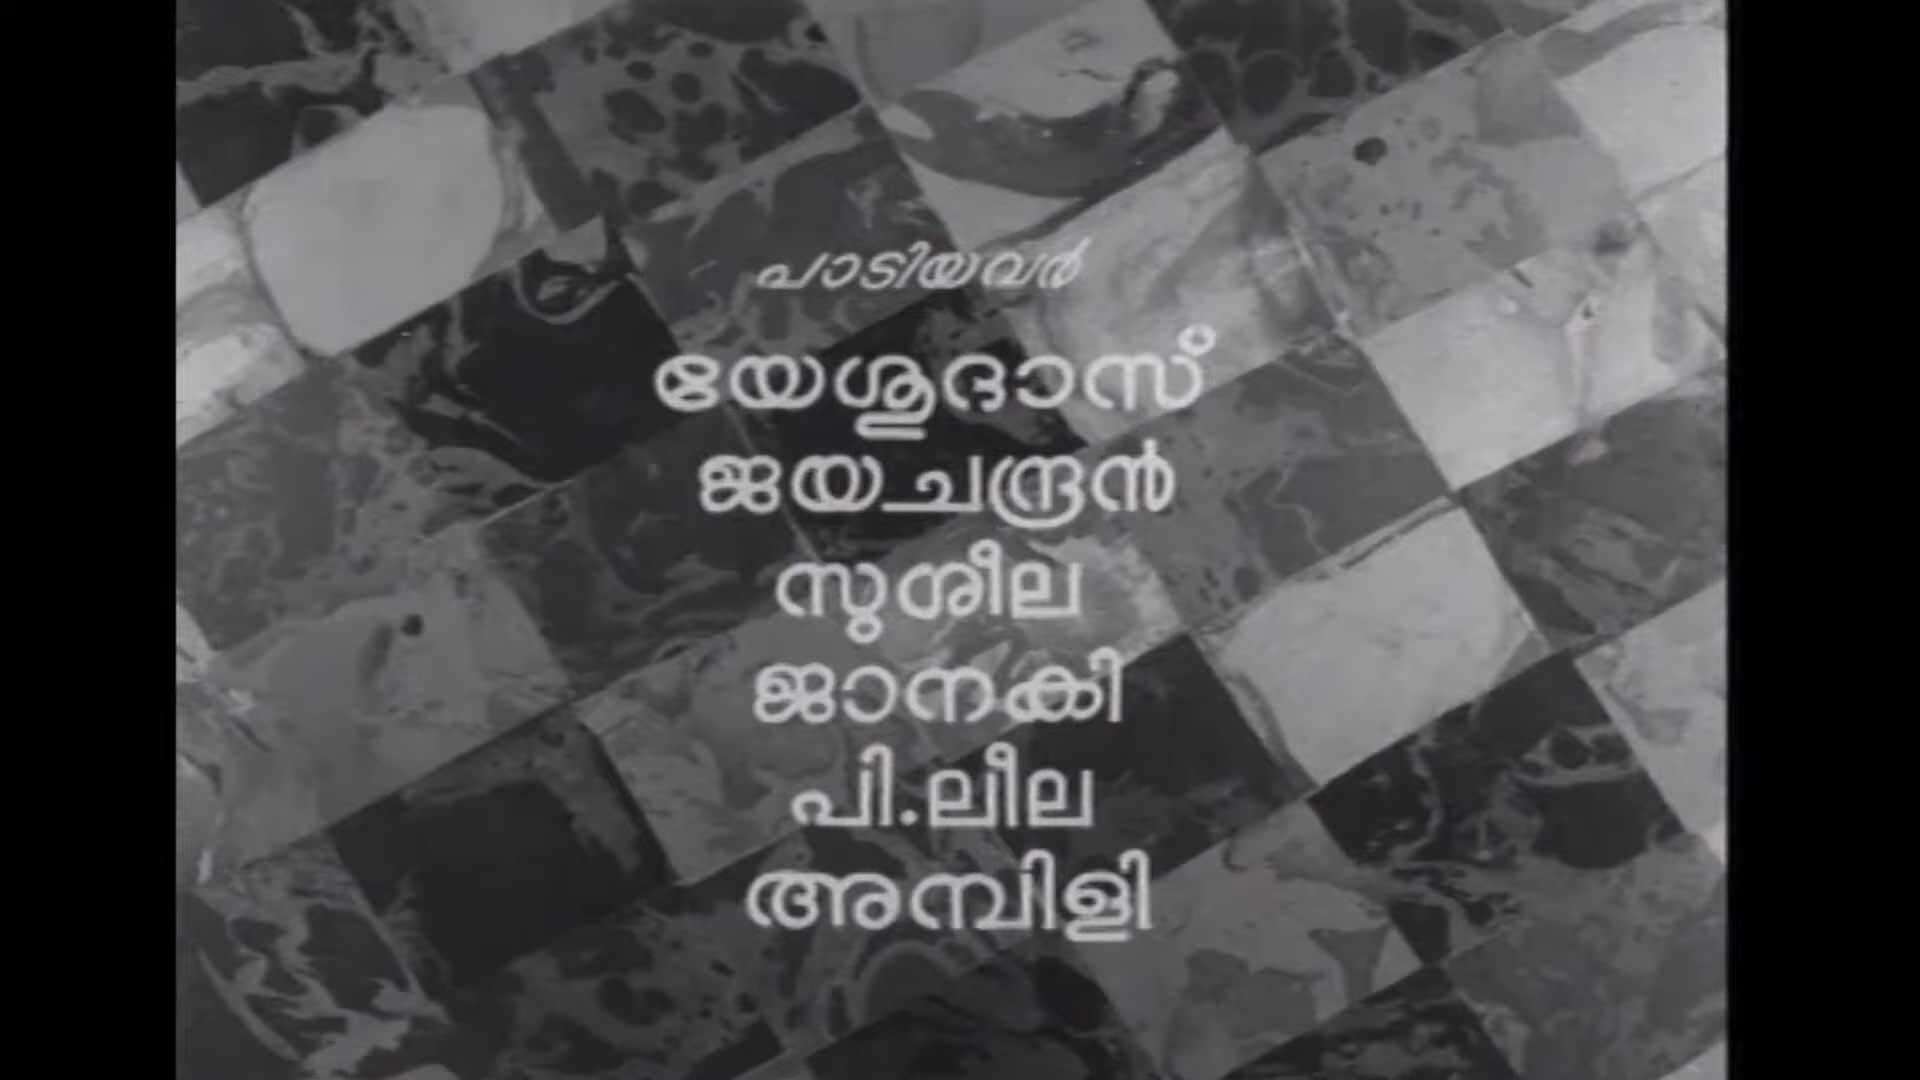 പാടിയവർ
യേശുദാസ്
ജയചന്ദ്രൻ
സുശീല
ജാനകി
പി.ലീല
അമ്പിളി